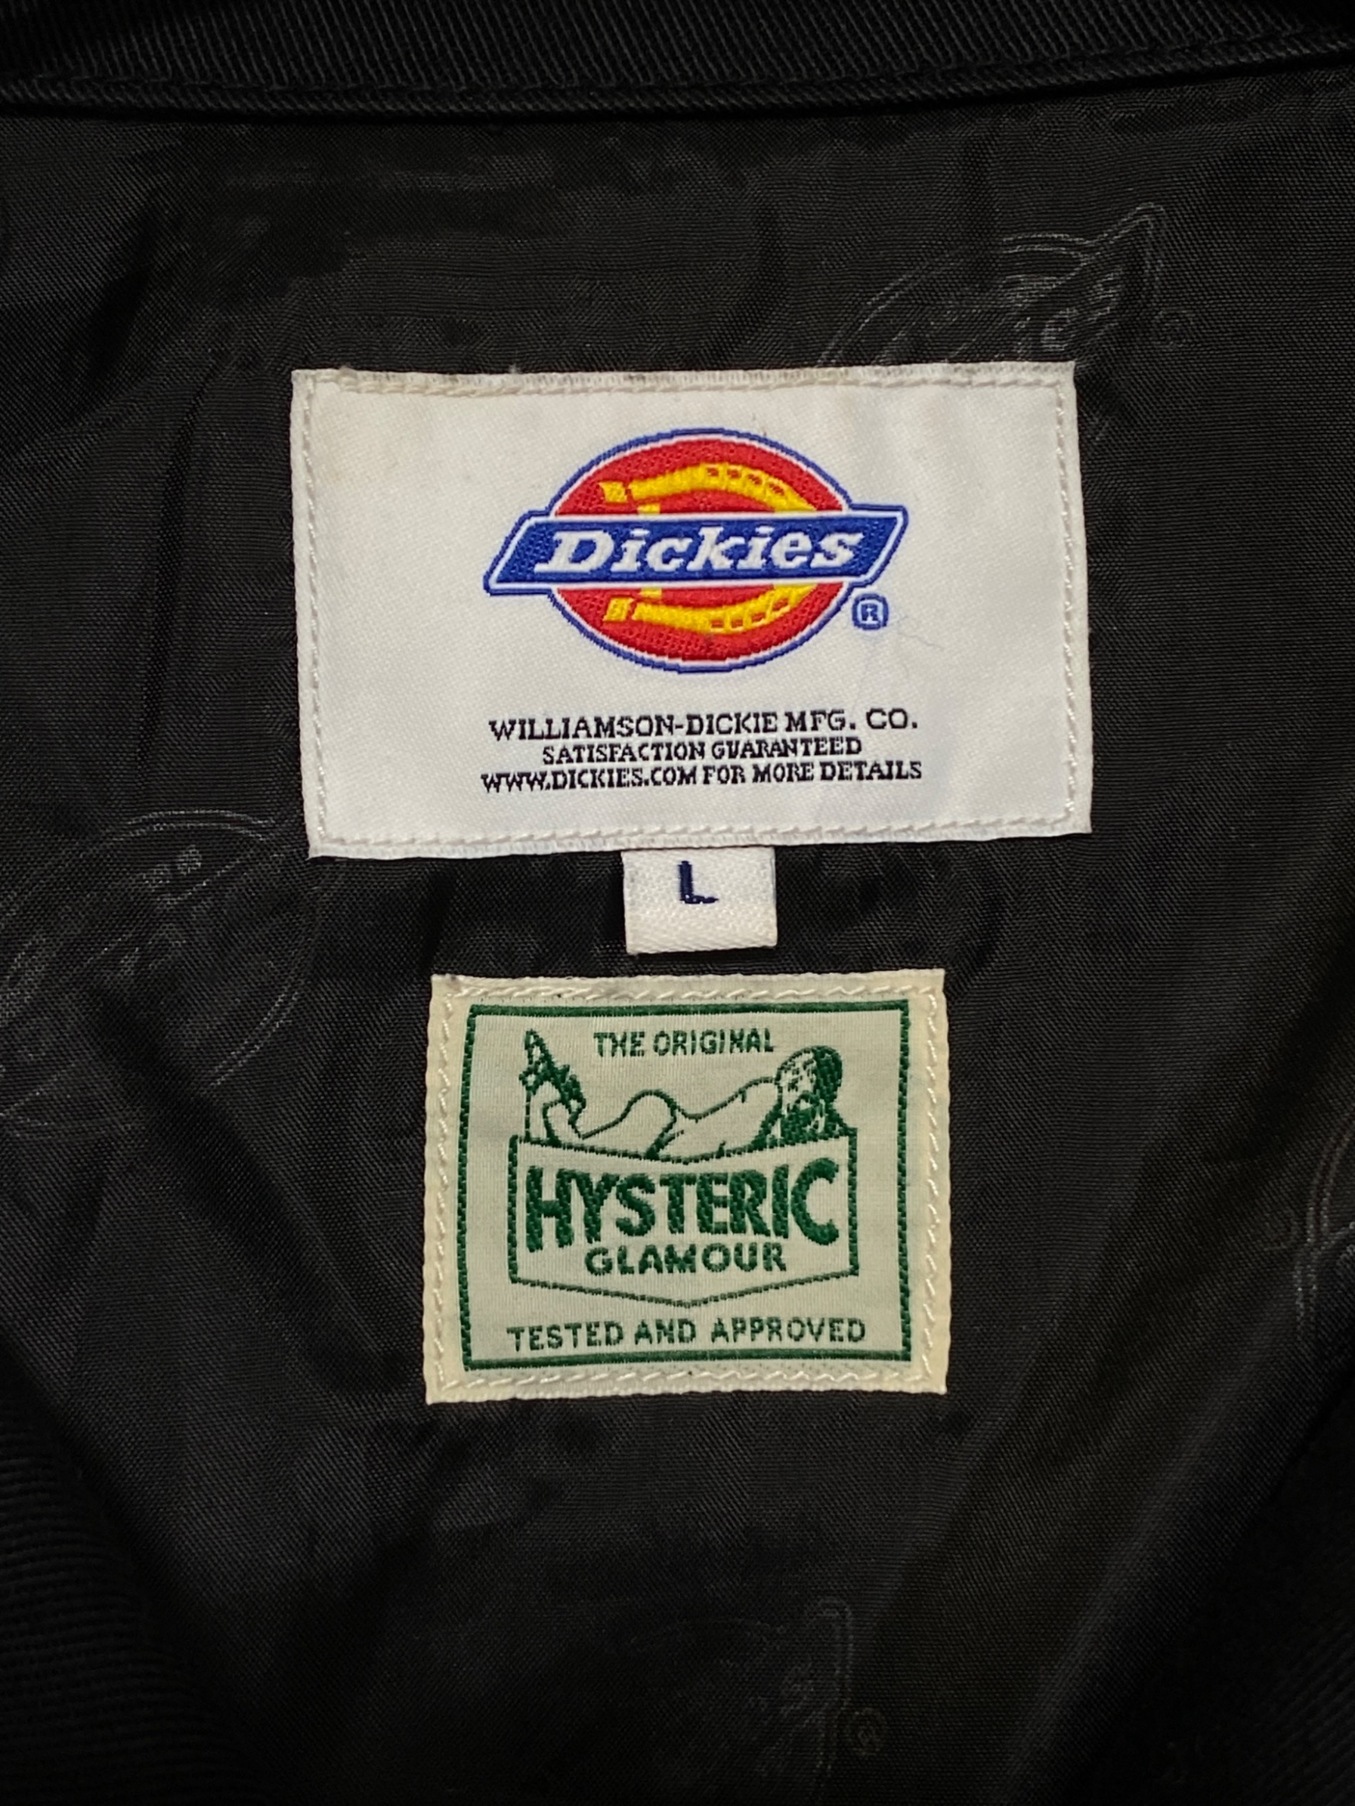 Dickies®
WILLIAMSON-DICKIE MFG. CO.
SATISFACTION GUARANTEED
WWW.DICKIES.COM FOR MORE DETAILS
L
THE ORIGINAL
HYSTERIC
GLAMOUR
TESTED AND APPROVED